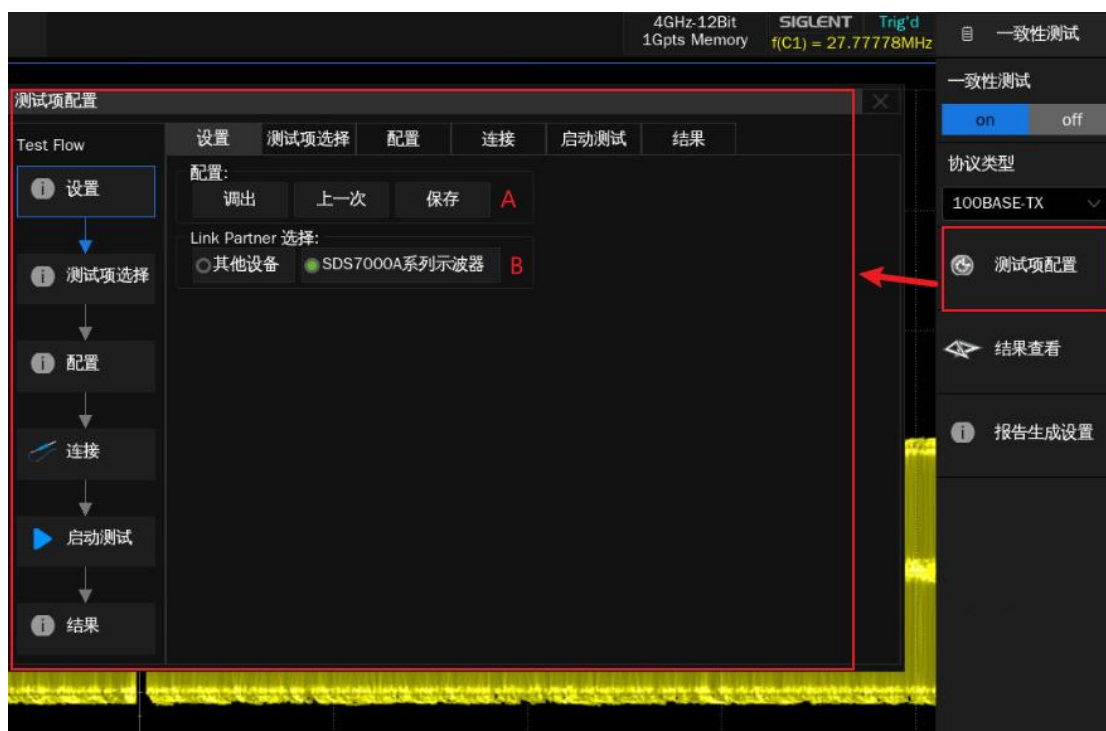 4GHz-12Bit
1Gpts Memory
SIGLENT Trig'd
f(C1) = 27.77778MHz
一致性测试
一致性测试
on off
协议类型
100BASE-TX
测试项配置
结果查看
报告生成设置
测试项配置
Test Flow
设置
测试项选择
配置
连接
启动测试
结果
设置 测试项选择 配置 连接 启动测试 结果
配置:
调出 上一次 保存 A
Link Partner 选择:
其他设备 SDS7000A系列示波器 B